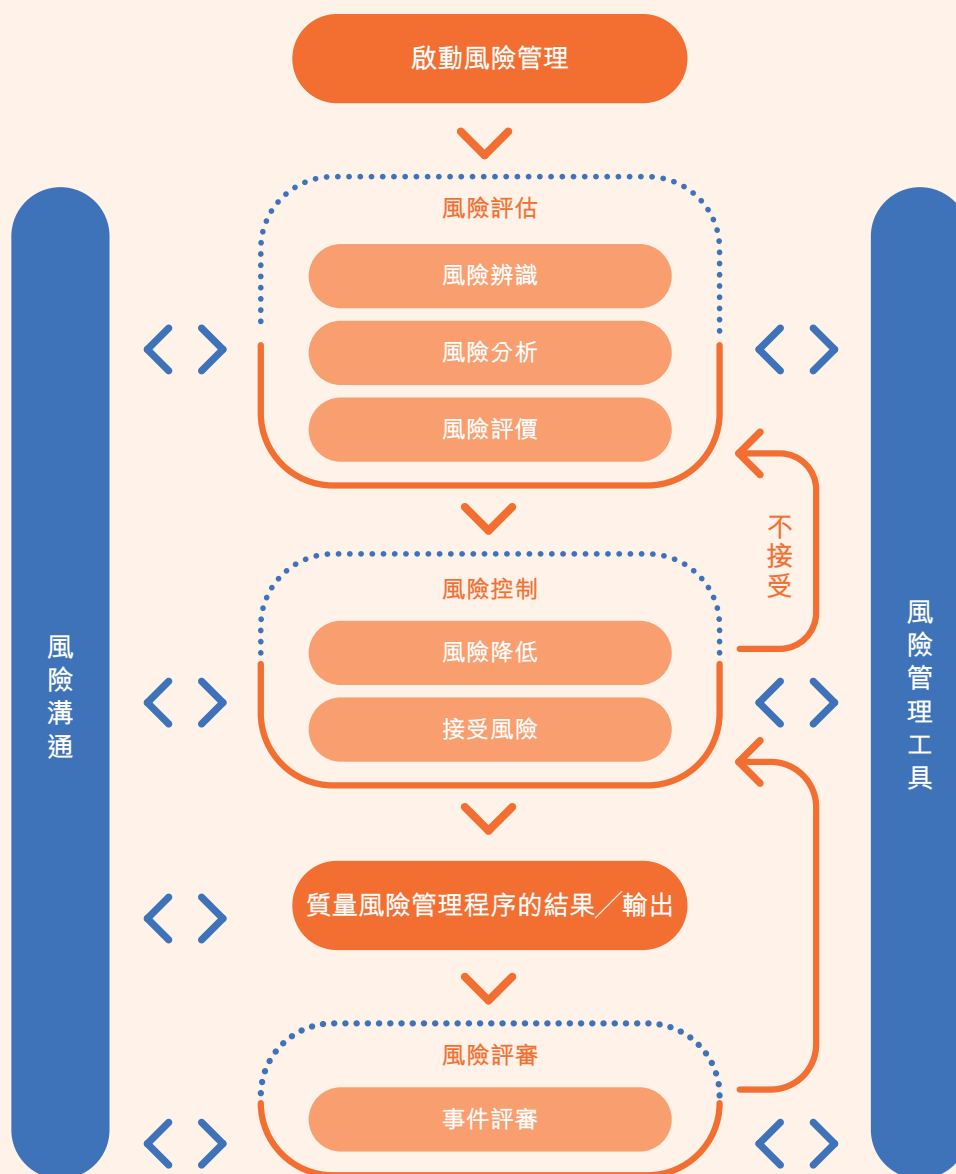 啟動風險管理
風險評估
風險辨識
風險分析
風險評價
不接受
風險控制
風險降低
接受風險
風險溝通
風險管理工具
質量風險管理程序的結果／輸出
風險評審
事件評審